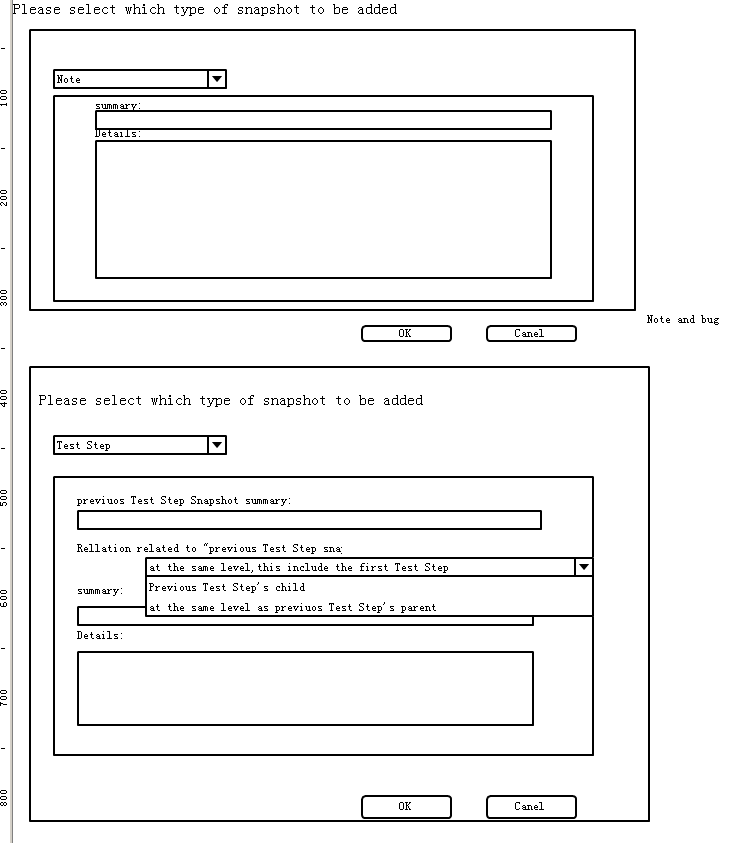 Please select which type of snapshot to be added
Note
summary:
Details:
100
200
300
OK
Canel
Note and bug
400
Please select which type of snapshot to be added
Test Step
500
previuos Test Step Snapshot summary:
Rellation related to "previous Test Step sna
at the same level,this include the first Test Step
Previous Test Step's child
summary:
600
at the same level as previuos Test Step's parent
Details:
700
800
OK
Canel